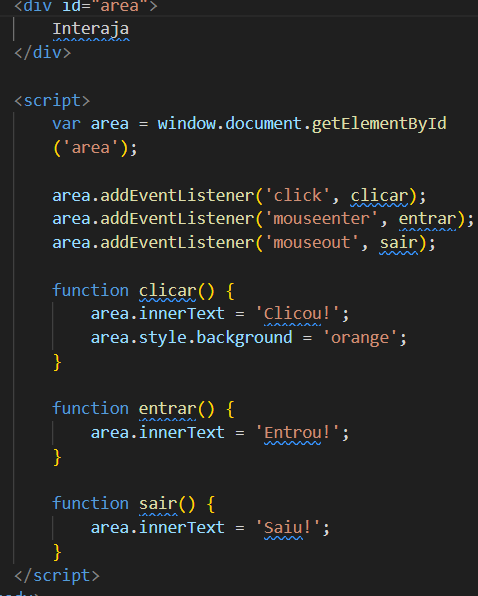 <div id="area">
    Interaja
</div>

<script>
    var area = window.document.getElementById
    ('area');

    area.addEventListener('click', clicar);
    area.addEventListener('mouseenter', entrar);
    area.addEventListener('mouseout', sair);

    function clicar() {
        area.innerText = 'Clicou!';
        area.style.background = 'orange';
    }

    function entrar() {
        area.innerText = 'Entrou!';
    }

    function sair() {
        area.innerText = 'Saiu!';
    }
</script>